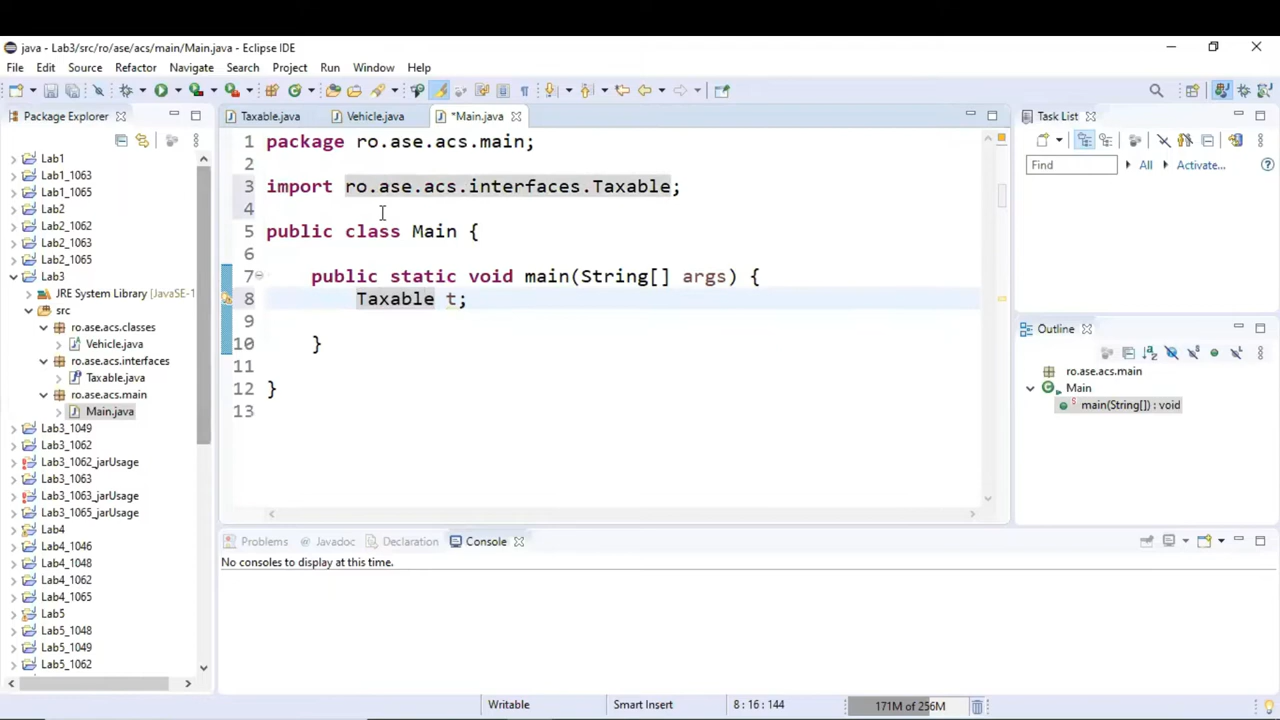 java - Lab3/src/ro/ase/acs/main/Main.java - Eclipse IDE
File Edit Source Refactor Navigate Search Project Run Window Help
Package Explorer
Taxable.java Vehicle.java *Main.java
Task List
Find All Activate...
Lab1
Lab1_1063
Lab1_1065
Lab2
Lab2_1062
Lab2_1063
Lab2_1065
Lab3
JRE System Library [JavaSE-1
src
ro.ase.acs.classes
Vehicle.java
ro.ase.acs.interfaces
Taxable.java
ro.ase.acs.main
Main.java
Lab3_1049
Lab3_1062
Lab3_1062_jarUsage
Lab3_1063
Lab3_1063_jarUsage
Lab3_1065_jarUsage
Lab4
Lab4_1046
Lab4_1048
Lab4_1062
Lab4_1065
Lab5
Lab5_1048
Lab5_1049
Lab5_1062
1 package ro.ase.acs.main;
2
3 import ro.ase.acs.interfaces.Taxable;
4
5 public class Main {
6
7 public static void main(String[] args) {
8 Taxable t;
9
10 }
11
12 }
13
Outline
ro.ase.acs.main
Main
main(String[]) : void
Problems Javadoc Declaration Console
No consoles to display at this time.
Writable Smart Insert 8 : 16 : 144 171M of 256M